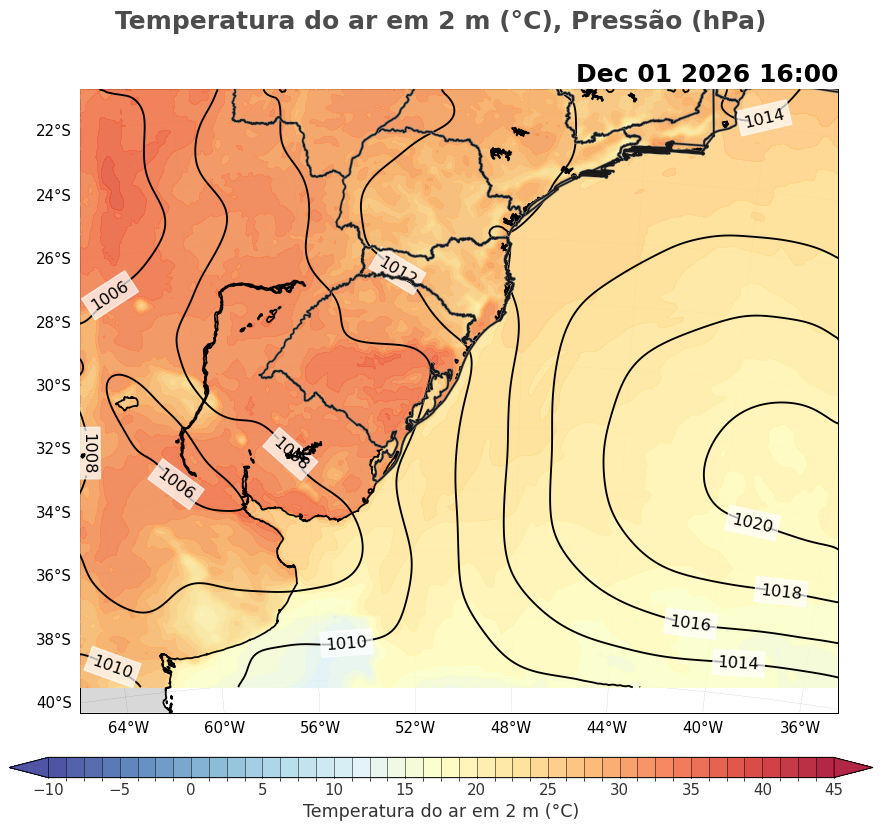 Temperatura do ar em 2 m (°C), Pressão (hPa)
Dec 01 2026 16:00
22°S
24°S
26°S
28°S
30°S
32°S
34°S
36°S
38°S
40°S
1014
1012
1006
1008
1008
1006
1020
1018
1016
1014
1010
1010
64°W
60°W
56°W
52°W
48°W
44°W
40°W
36°W
−10
−5
0
5
10
15
20
25
30
35
40
45
Temperatura do ar em 2 m (°C)